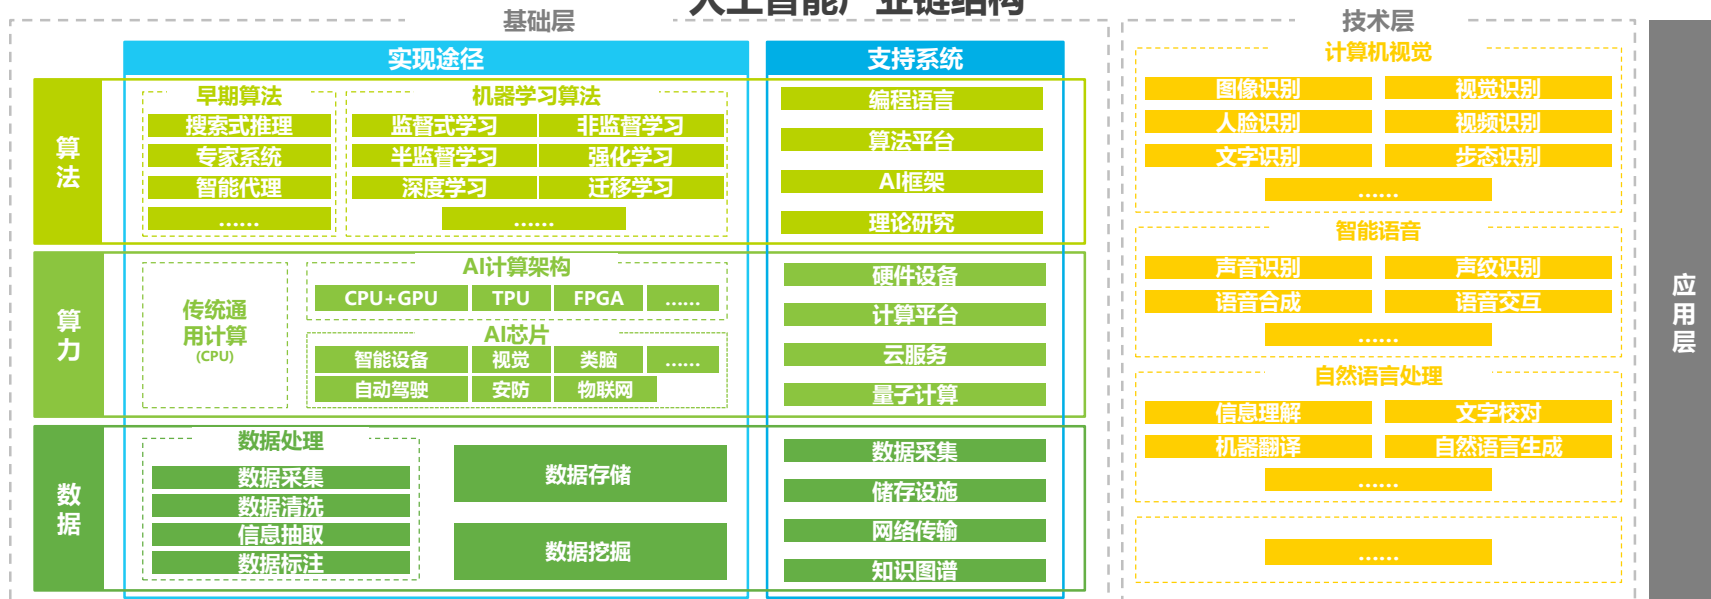 人工智能产业链结构
基础层
实现途径
支持系统
算法
早期算法
搜索式推理
专家系统
智能代理
……
机器学习算法
监督式学习
非监督学习
半监督学习
强化学习
深度学习
迁移学习
……
编程语言
算法平台
AI框架
理论研究
算力
传统通
用计算
(CPU)
AI计算架构
CPU+GPU
TPU
FPGA
……
AI芯片
智能设备
视觉
类脑
……
自动驾驶
安防
物联网
硬件设备
计算平台
云服务
量子计算
数据
数据处理
数据采集
数据清洗
信息抽取
数据标注
数据存储
数据挖掘
数据采集
储存设施
网络传输
知识图谱
技术层
计算机视觉
图像识别
视觉识别
人脸识别
视频识别
文字识别
步态识别
……
智能语音
声音识别
声纹识别
语音合成
语音交互
……
自然语言处理
信息理解
文字校对
机器翻译
自然语言生成
……
……
应用层